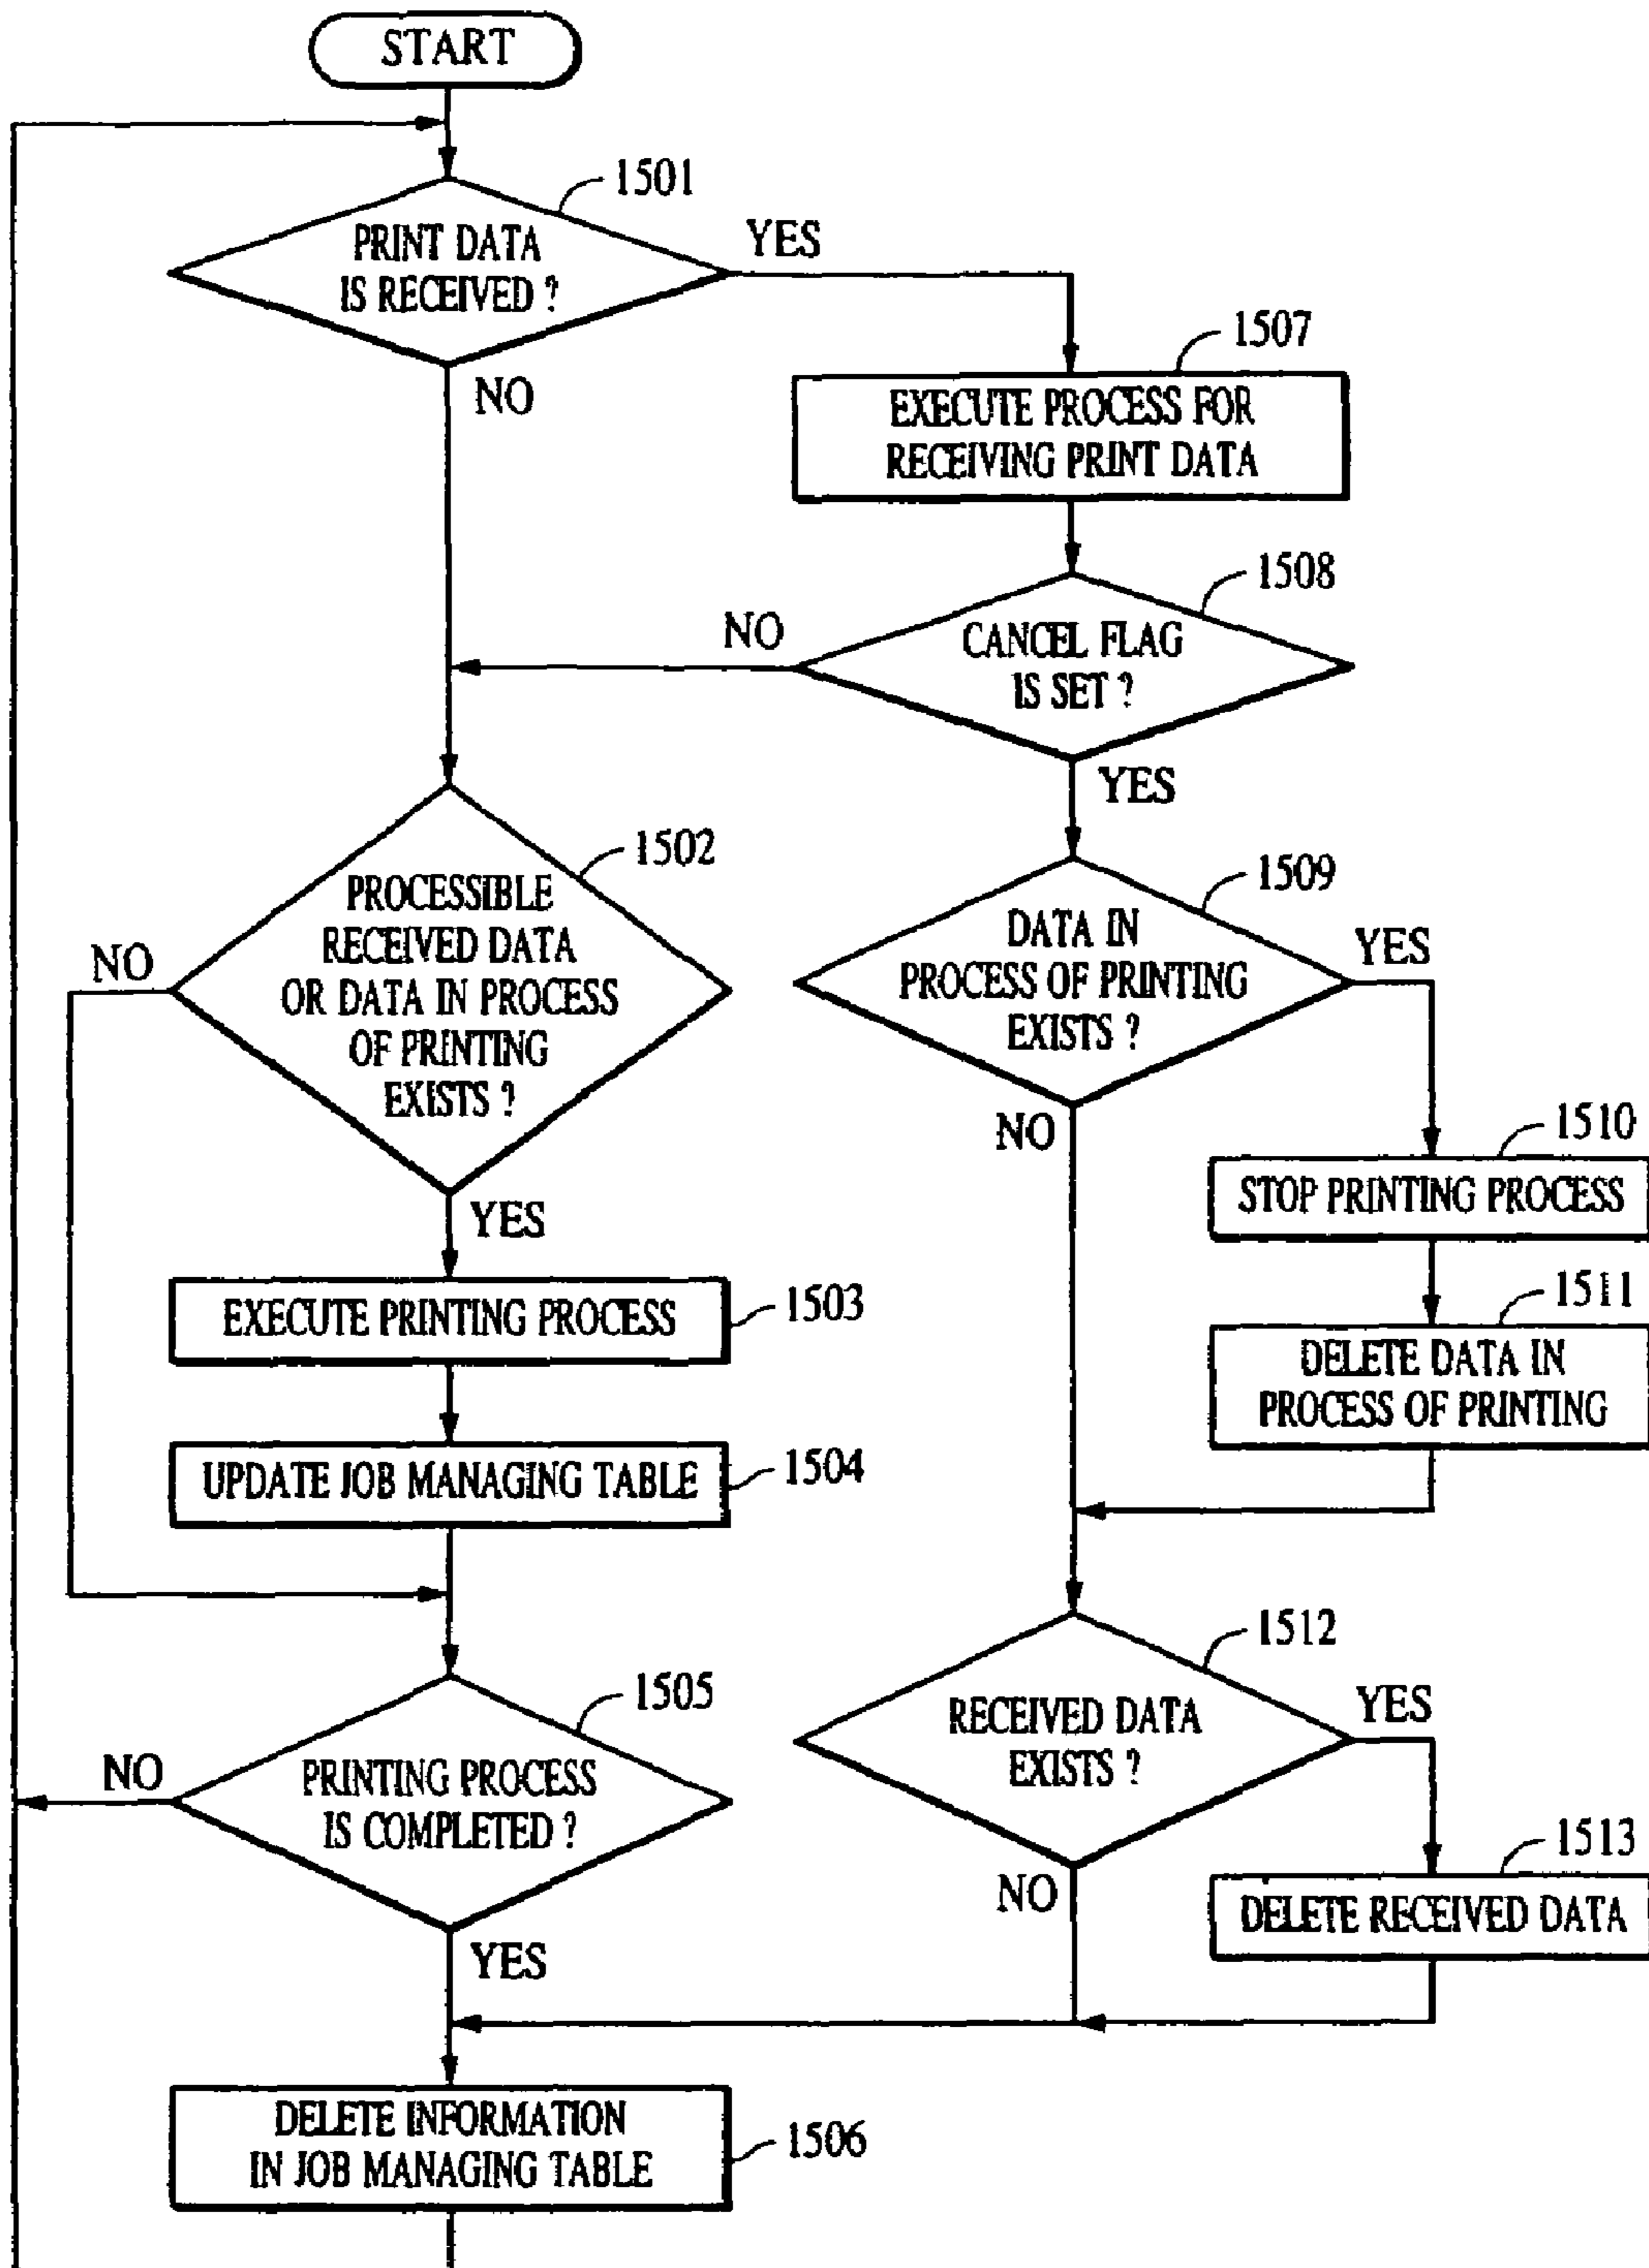 START
1501
PRINT DATA
IS RECEIVED ?
YES
NO
1507
EXECUTE PROCESS FOR
RECEIVING PRINT DATA
1508
CANCEL FLAG
IS SET ?
NO
YES
1502
PROCESSIBLE
RECEIVED DATA
OR DATA IN PROCESS
OF PRINTING
EXISTS ?
NO
YES
1509
DATA IN
PROCESS OF PRINTING
EXISTS ?
YES
NO
1510
STOP PRINTING PROCESS
1511
DELETE DATA IN
PROCESS OF PRINTING
EXECUTE PRINTING PROCESS
1503
UPDATE JOB MANAGING TABLE
1504
1505
PRINTING PROCESS
IS COMPLETED ?
NO
YES
1512
RECEIVED DATA
EXISTS ?
YES
NO
1513
DELETE RECEIVED DATA
DELETE INFORMATION
IN JOB MANAGING TABLE
1506